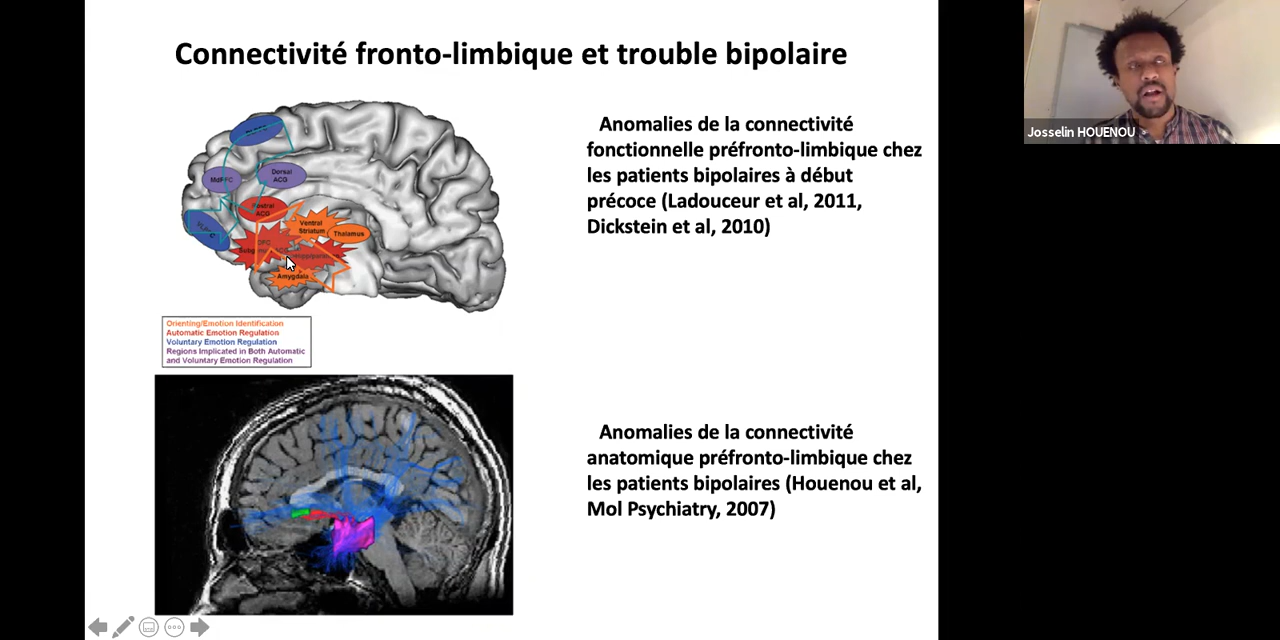 Connectivité fronto-limbique et trouble bipolaire
MdPFC
Dorsal
ACG
Rostral
ACG
Ventral
Striatum
Thalamus
Amygdala
Orienting/Emotion Identification
Automatic Emotion Regulation
Voluntary Emotion Regulation
Regions Implicated in Both Automatic
and Voluntary Emotion Regulation
Anomalies de la connectivité
fonctionnelle préfronto-limbique chez
les patients bipolaires à début
précoce (Ladouceur et al, 2011,
Dickstein et al, 2010)
Anomalies de la connectivité
anatomique préfronto-limbique chez
les patients bipolaires (Houenou et al,
Mol Psychiatry, 2007)
Josselin HOUENOU